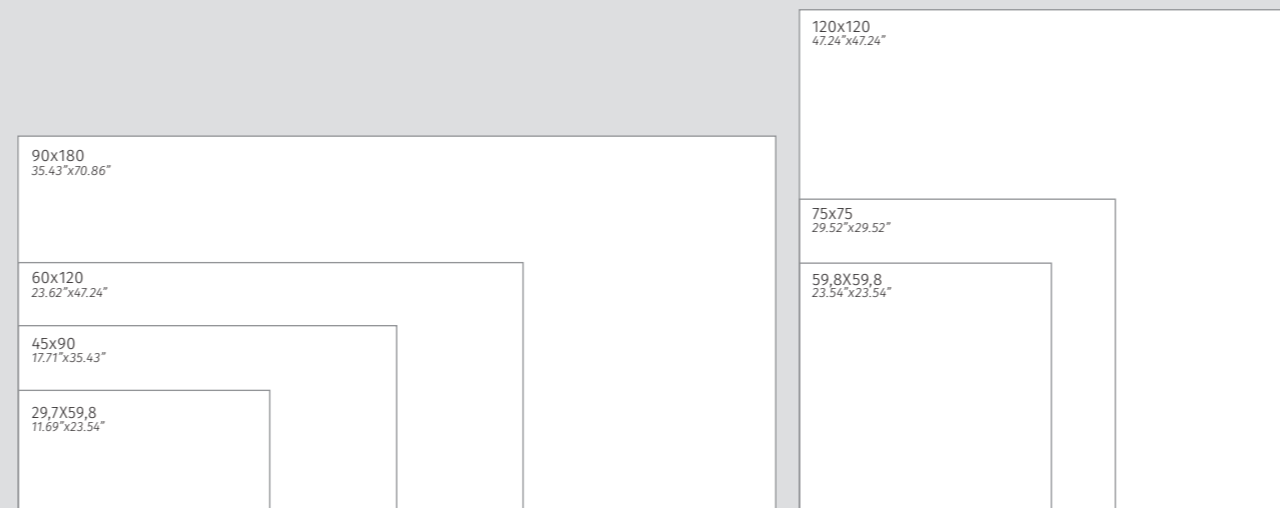 90x180
35.43”x70.86”
60x120
23.62”x47.24”
45x90
17.71”x35.43”
29,7X59,8
11.69”x23.54”
120x120
47.24”x47.24”
75x75
29.52”x29.52”
59,8X59,8
23.54”x23.54”